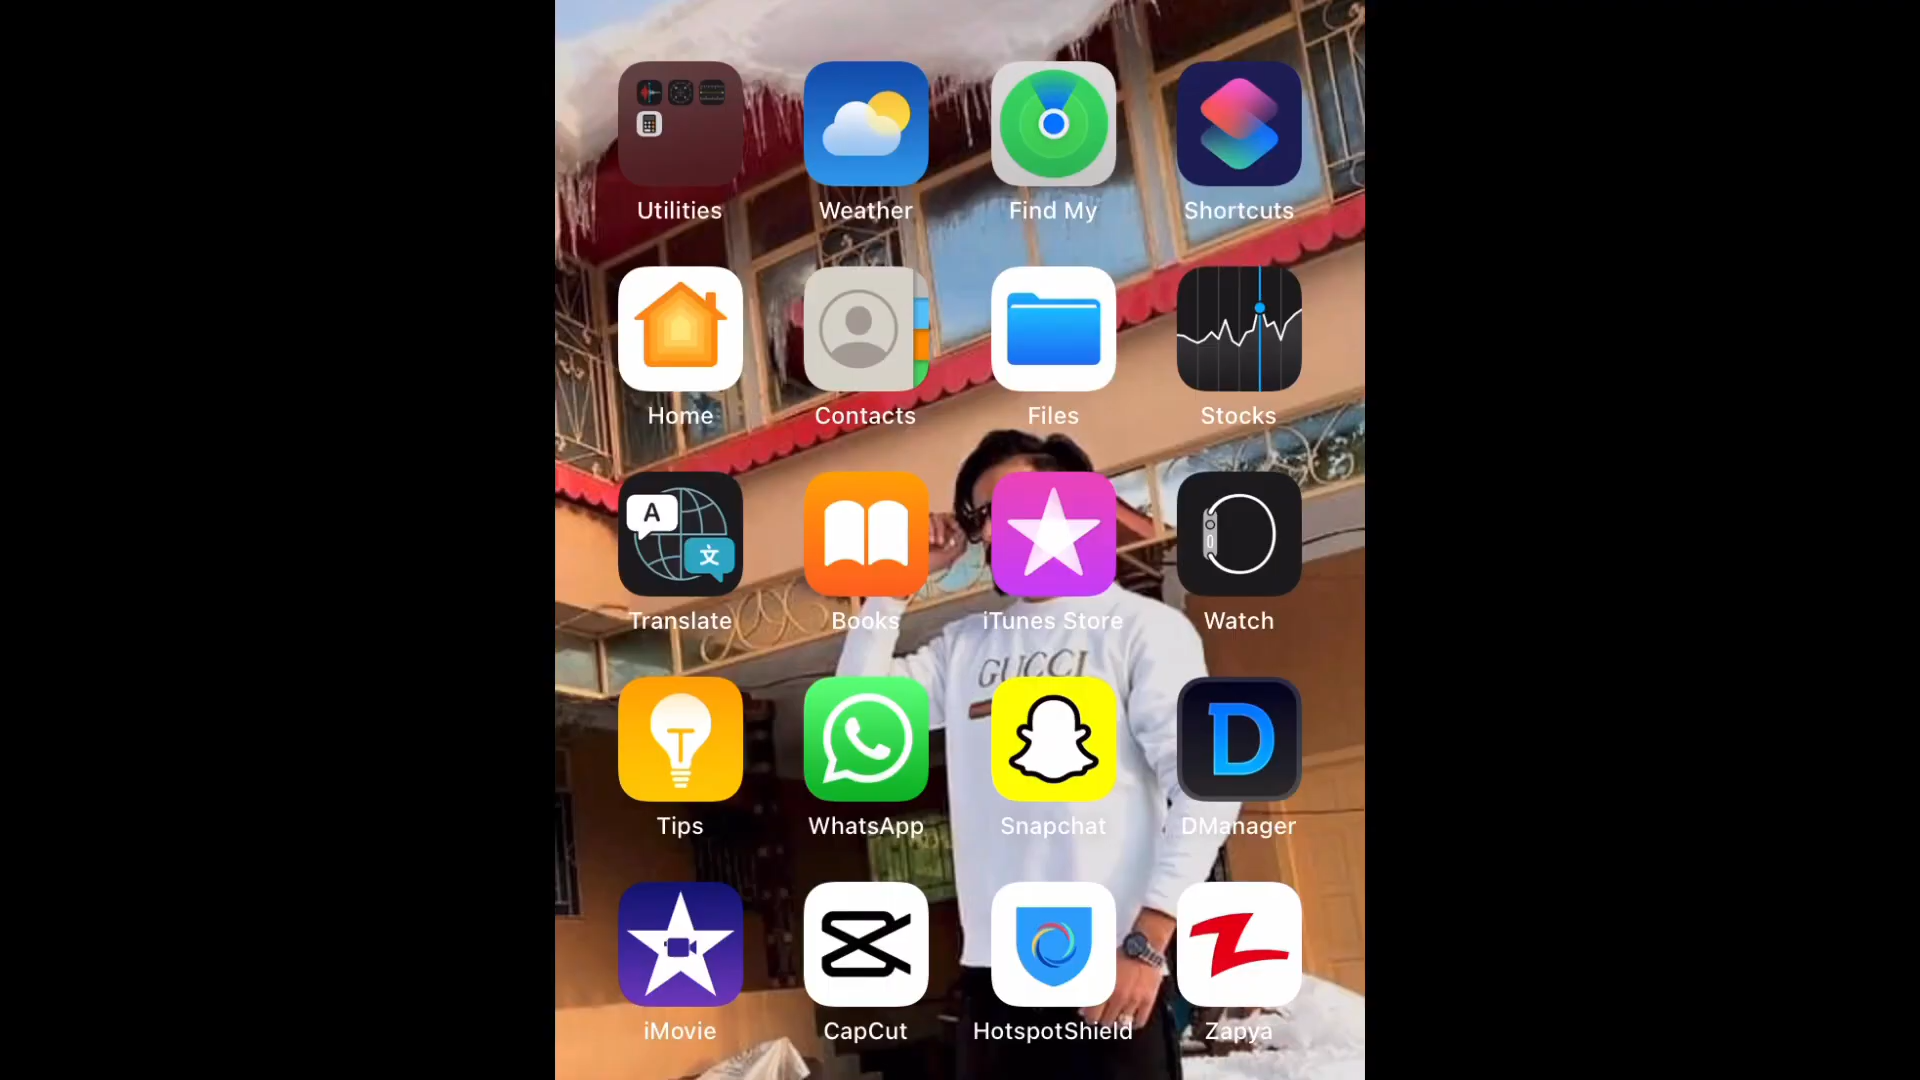 Utilities Weather Find My Shortcuts
Home Contacts Files Stocks
A
文
Translate Books iTunes Store Watch
GUCCI
T
D
Tips WhatsApp Snapchat DManager
iMovie CapCut HotspotShield Zapya